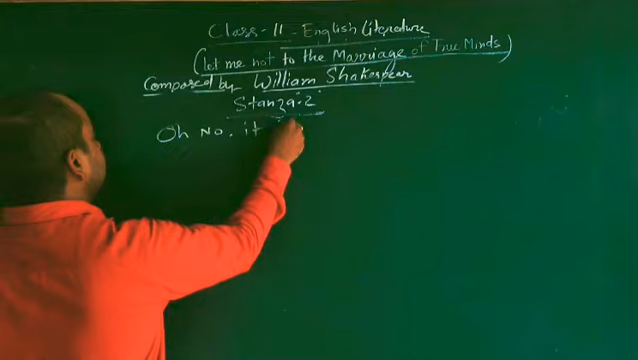 Class-11-English Literature
(let me not to the Marriage of True Minds)
Composed by William Shakespear
Stanza-2
Oh No. it